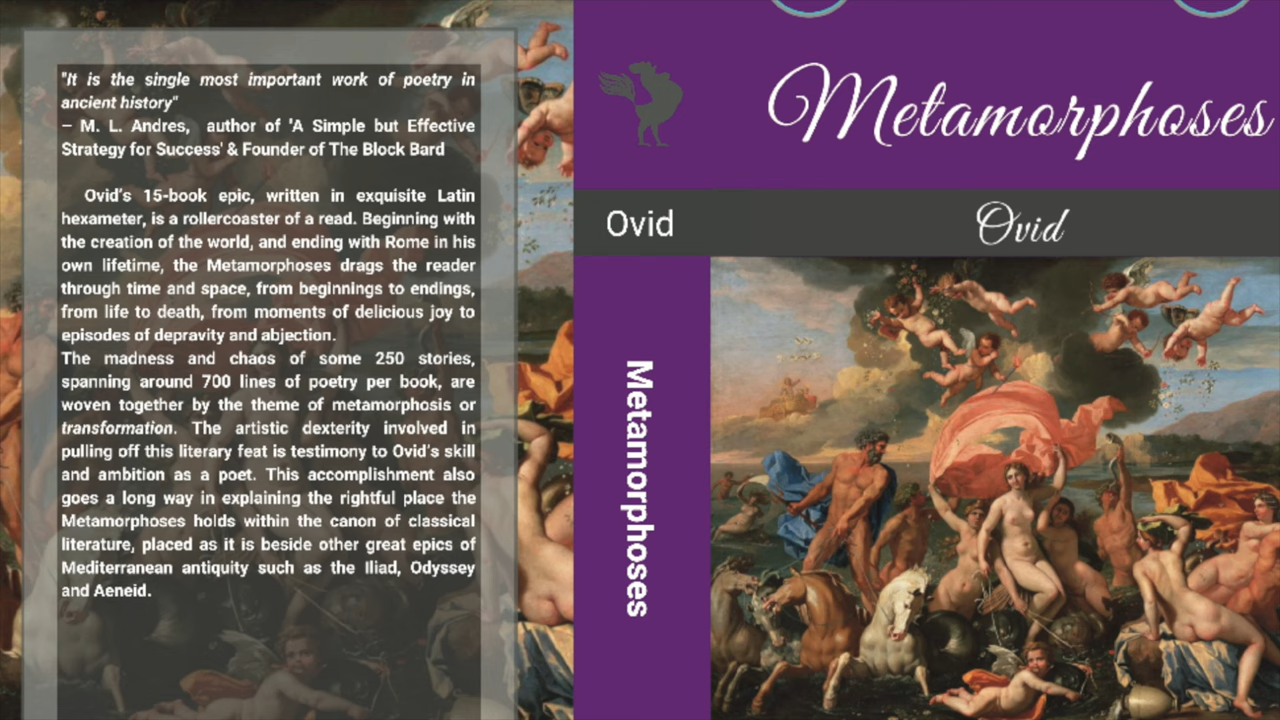 "It is the single most important work of poetry in
ancient history"
– M. L. Andres, author of 'A Simple but Effective
Strategy for Success' & Founder of The Block Bard
Ovid's 15-book epic, written in exquisite Latin
hexameter, is a rollercoaster of a read. Beginning with
the creation of the world, and ending with Rome in his
own lifetime, the Metamorphoses drags the reader
through time and space, from beginnings to endings,
from life to death, from moments of delicious joy to
episodes of depravity and abjection.
The madness and chaos of some 250 stories,
spanning around 700 lines of poetry per book, are
woven together by the theme of metamorphosis or
transformation. The artistic dexterity involved in
pulling off this literary feat is testimony to Ovid's skill
and ambition as a poet. This accomplishment also
goes a long way in explaining the rightful place the
Metamorphoses holds within the canon of classical
literature, placed as it is beside other great epics of
Mediterranean antiquity such as the Iliad, Odyssey
and Aeneid.
Ovid
Metamorphoses
Metamorphoses
Ovid